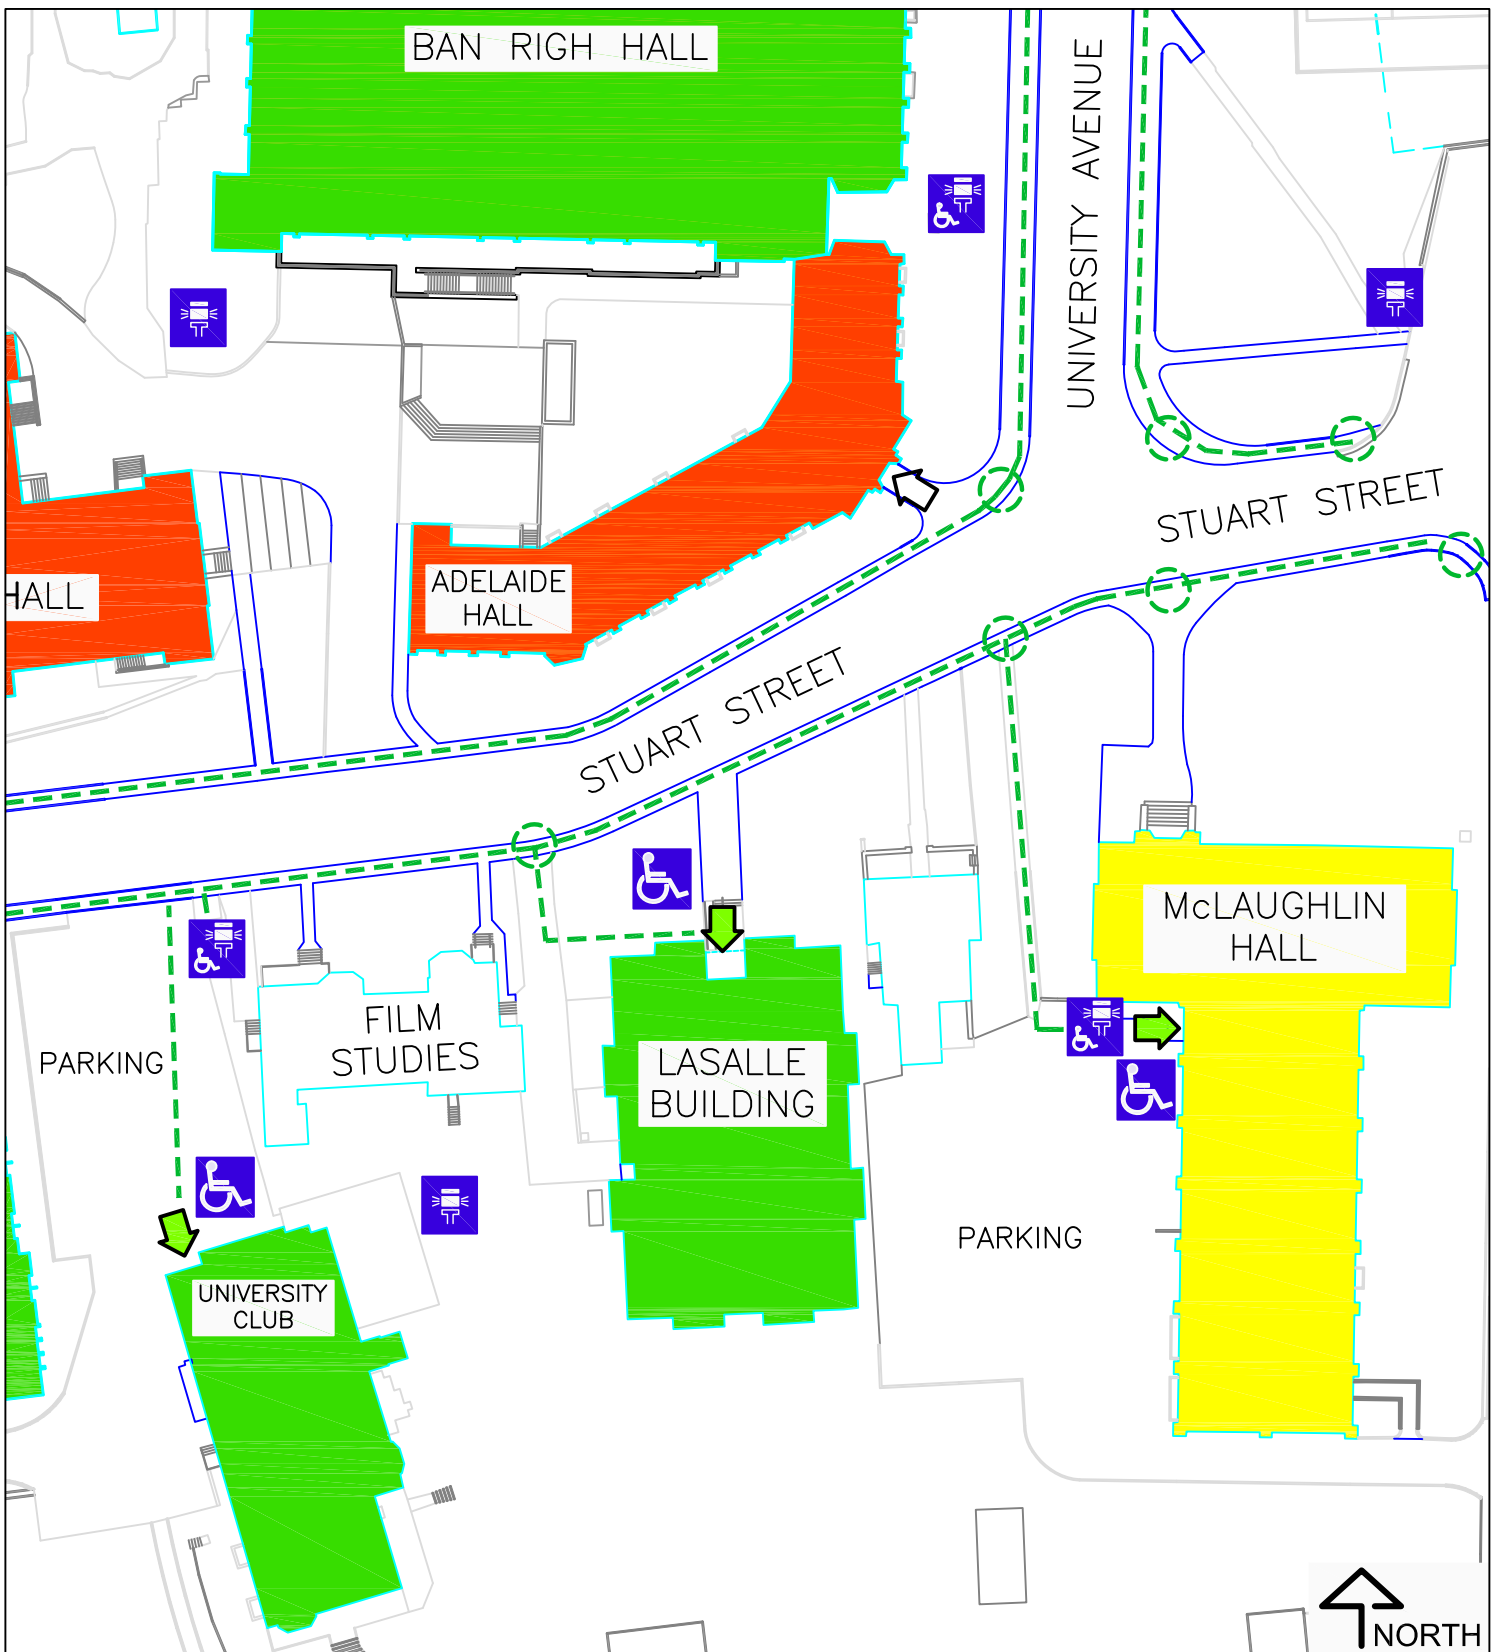 BAN RIGH HALL
UNIVERSITY AVENUE
STUART STREET
HALL
ADELAIDE
HALL
STUART STREET
McLAUGHLIN
HALL
FILM
STUDIES
PARKING
LASALLE
BUILDING
PARKING
UNIVERSITY
CLUB
NORTH